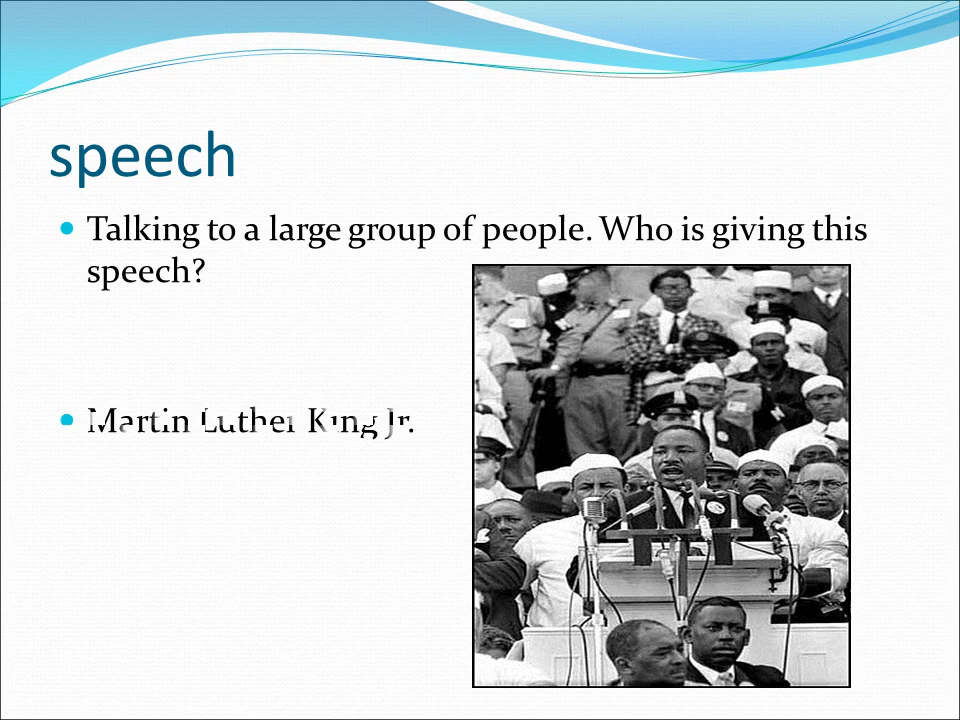 speech
Talking to a large group of people. Who is giving this
speech?
Martin Luther King Jr.